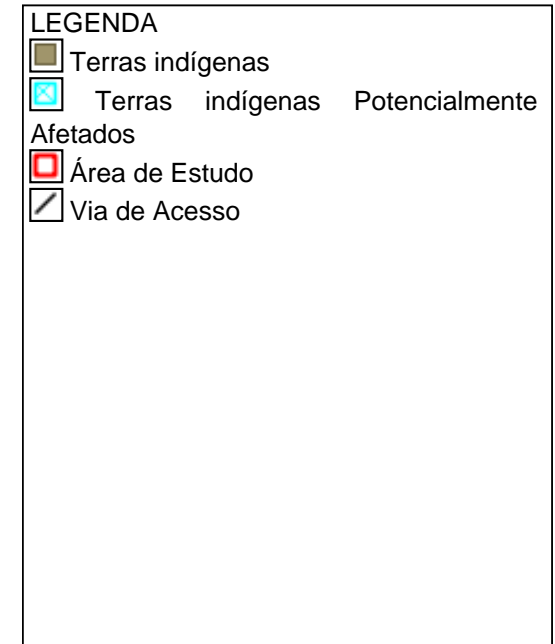 LEGENDA
Terras indígenas
Terras indígenas Potencialmente
Afetados
Área de Estudo
Via de Acesso